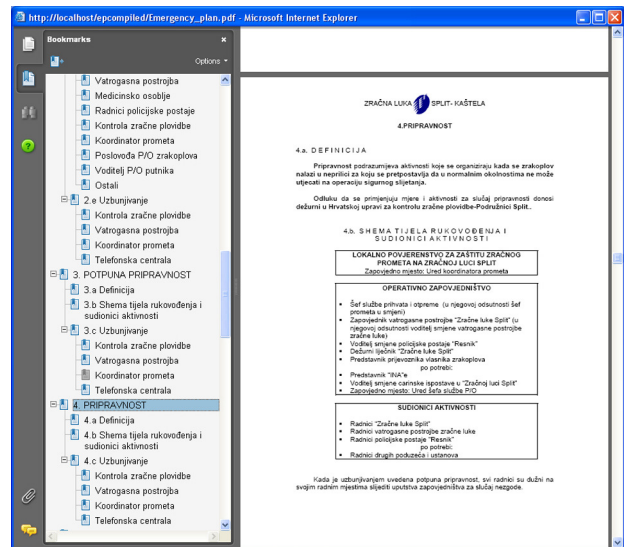 http://localhost/epcompiled/Emergency_plan.pdf - Microsoft Internet Explorer
Bookmarks
Options
Vatrogasna postrojba
Medicinsko osoblje
Radnici policijske postaje
Kontrola zračne plovidbe
Koordinator prometa
Poslovođa P/O zrakoplova
Voditelj P/O putnika
Ostali
2.e Uzbunjivanje
Kontrola zračne plovidbe
Vatrogasna postrojba
Koordinator prometa
Telefonska centrala
3. POTPUNA PRIPRAVNOST
3.a Definicija
3.b Shema tijela rukovođenja i
sudionici aktivnosti
3.c Uzbunjivanje
Kontrola zračne plovidbe
Vatrogasna postrojba
Koordinator prometa
Telefonska centrala
4. PRIPRAVNOST
4.a Definicija
4.b Shema tijela rukovođenja i
sudionici aktivnosti
4.c Uzbunjivanje
Kontrola zračne plovidbe
Vatrogasna postrojba
Koordinator prometa
Telefonska centrala
ZRAČNA LUKA SPLIT- KAŠTELA
4.PRIPRAVNOST
4.a. DEFINICIJA
Pripravnost podrazumijeva aktivnosti koje se organiziraju kada se zrakoplov
nalazi u neprilici za koju se pretpostavlja da u normalnim okolnostima ne može
utjecati na operaciju sigurnog slijetanja.
Odluku da se primjenjuju mjere i aktivnosti za slučaj pripravnosti donosi
dežurni u Hrvatskoj upravi za kontrolu zračne plovidbe-Podružnici Split..
4.b. SHEMA TIJELA RUKOVOĐENJA I
SUDIONICI AKTIVNOSTI
LOKALNO POVJERENSTVO ZA ZAŠTITU ZRAČNOG
PROMETA NA ZRAČNOJ LUCI SPLIT
Zapovjedno mjesto: Ured koordinatora prometa
OPERATIVNO ZAPOVJEDNIŠTVO
• Šef službe prihvata i otpreme (u njegovoj odsutnosti šef
prometa u smjeni)
• Zapovjednik vatrogasne postrojbe "Zračne luke Split" (u
njegovoj odsutnosti voditelj smjene vatrogasne postrojbe
zračne luke)
• Voditelj smjene policijske postaje "Resnik"
• Dežurni liječnik "Zračne luke Split"
• Predstavnik prijevoznika vlasnika zrakoplova
po potrebi:
• Predstavnik "INA"e
• Voditelj smjene carinske ispostave u "Zračnoj luci Split"
• Zapovjedno mjesto: Ured šefa službe P/O
SUDIONICI AKTIVNOSTI
• Radnici "Zračne luke Split"
• Radnici vatrogasne postrojbe zračne luke
• Radnici policijske postaje "Resnik"
po potrebi:
• Radnici drugih poduzeća i ustanova
Kada je uzbunjivanjem uvedena potpuna pripravnost, svi radnici su dužni na
svojim radnim mjestima slijediti uputstva zapovjedništva za slučaj nezgode.